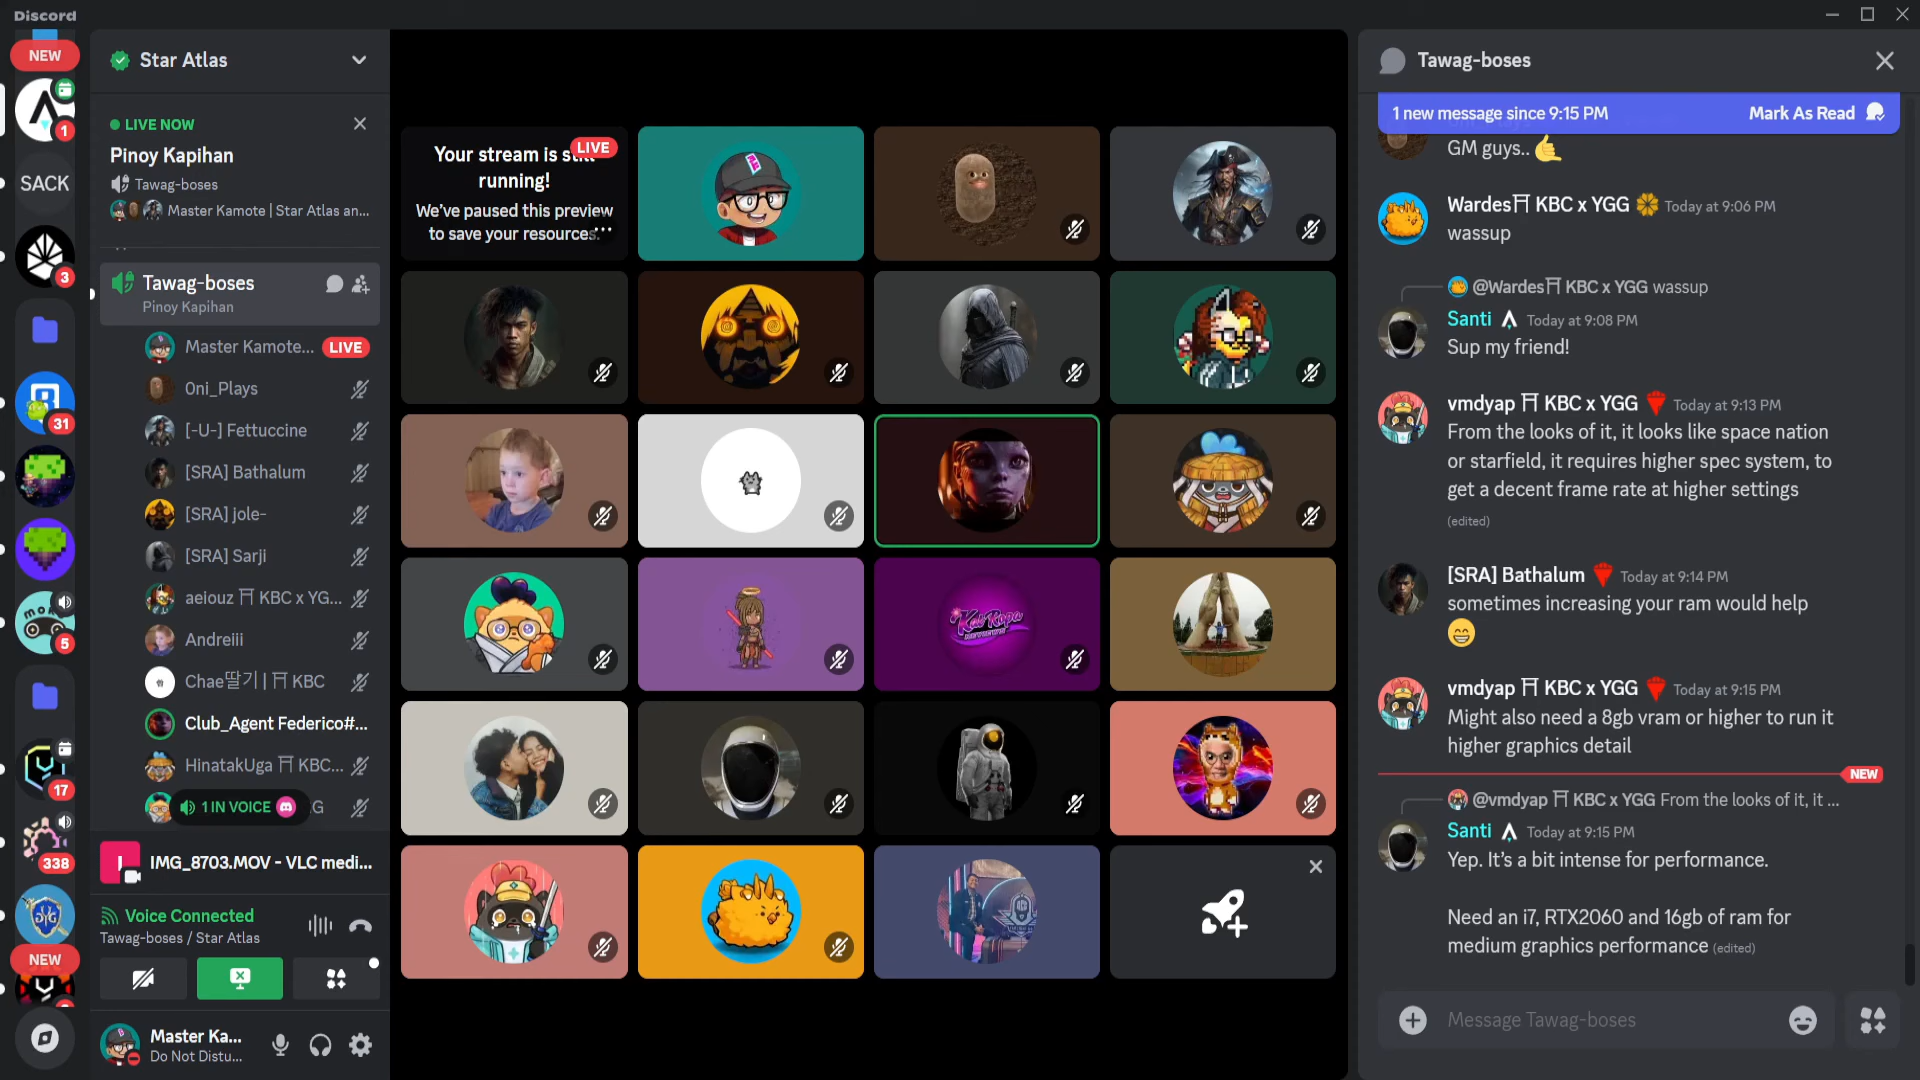 Discord
NEW
1
SACK
3
31
5
17
338
NEW
Star Atlas
LIVE NOW
Pinoy Kapihan
Tawag-boses
Master Kamote | Star Atlas an...
Tawag-boses
Pinoy Kapihan
Master Kamote... LIVE
0ni_Plays
[-U-] Fettuccine
[SRA] Bathalum
[SRA] jole-
[SRA] Sarji
aeiouz ⛩ KBC x YG...
Andreiii
Chae딸기 | ⛩ KBC
Club_Agent Federico#...
HinatakUga ⛩ KBC...
1 IN VOICE G
IMG_8703.MOV - VLC medi...
Voice Connected
Tawag-boses / Star Atlas
Master Ka...
Do Not Distu...
LIVE
Your stream is still
running!
We've paused this preview
to save your resources.
Kal Ropa
Tawag-boses
1 new message since 9:15 PM Mark As Read
GM guys.. 🤙
Wardes⛩ KBC x YGG Today at 9:06 PM
wassup
@Wardes⛩ KBC x YGG wassup
Santi Today at 9:08 PM
Sup my friend!
vmdyap ⛩ KBC x YGG Today at 9:13 PM
From the looks of it, it looks like space nation
or starfield, it requires higher spec system, to
get a decent frame rate at higher settings
(edited)
[SRA] Bathalum Today at 9:14 PM
sometimes increasing your ram would help
😁
vmdyap ⛩ KBC x YGG Today at 9:15 PM
Might also need a 8gb vram or higher to run it
higher graphics detail
NEW
@vmdyap ⛩ KBC x YGG From the looks of it, it ...
Santi Today at 9:15 PM
Yep. It's a bit intense for performance.
Need an i7, RTX2060 and 16gb of ram for
medium graphics performance (edited)
Message Tawag-boses